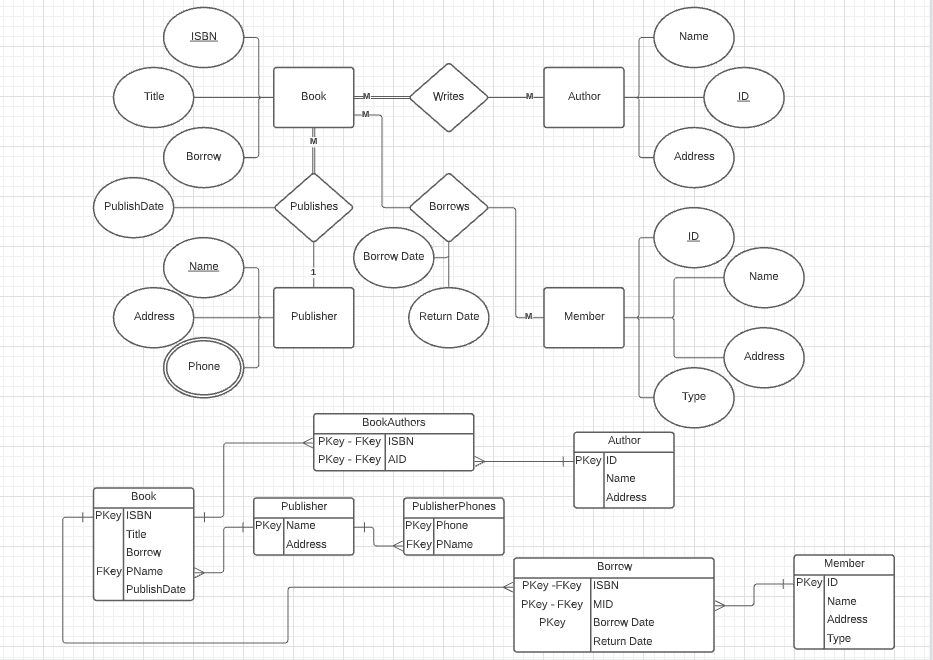 ISBN
Name
Title
Book
M
Writes
M
Author
ID
M
Borrow
M
Address
PublishDate
Publishes
Borrows
ID
Name
Borrow Date
1
Name
Address
Publisher
Return Date
M
Member
Phone
Address
Type
BookAuthors
PKey - FKey ISBN
PKey - FKey AID
Author
PKey ID
Name
Address
Book
PKey ISBN
Title
Borrow
FKey PName
PublishDate
Publisher
PKey Name
Address
PublisherPhones
PKey Phone
FKey PName
Borrow
PKey -FKey ISBN
PKey - FKey MID
PKey Borrow Date
Return Date
Member
PKey ID
Name
Address
Type